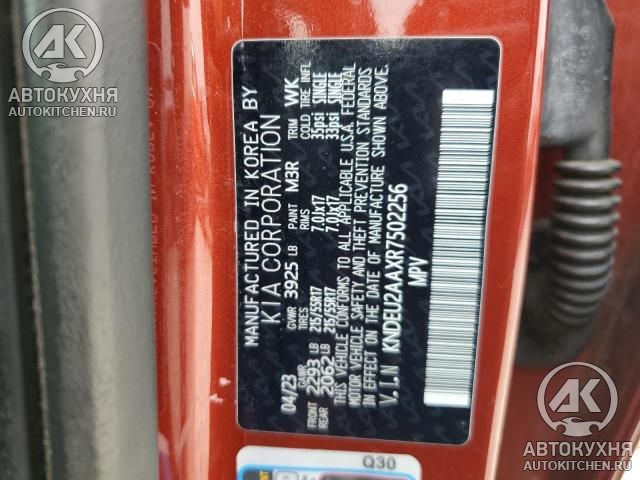 AK
АВТОКУХНЯ
AUTOKITCHEN.RU
MANUFACTURED IN KOREA BY
KIA CORPORATION
04/23 GVWR 3925 LB PAINT M3R TRIM WK
GAWR TIRES COLD TIRE INFL
FRONT 2293 LB 215/55R17 7.0Jx17 35psi SINGLE
REAR 2062 LB 215/55R17 7.0Jx17 33psi SINGLE
THIS VEHICLE CONFORMS TO ALL APPLICABLE U.S.A FEDERAL
MOTOR VEHICLE SAFETY AND THEFT PREVENTION STANDARDS
IN EFFECT ON THE DATE OF MANUFACTURE SHOWN ABOVE.
V.I.N KNDEU2AAXR7502256
MPV
Q30
AK
АВТОКУХНЯ
AUTOKITCHEN.RU